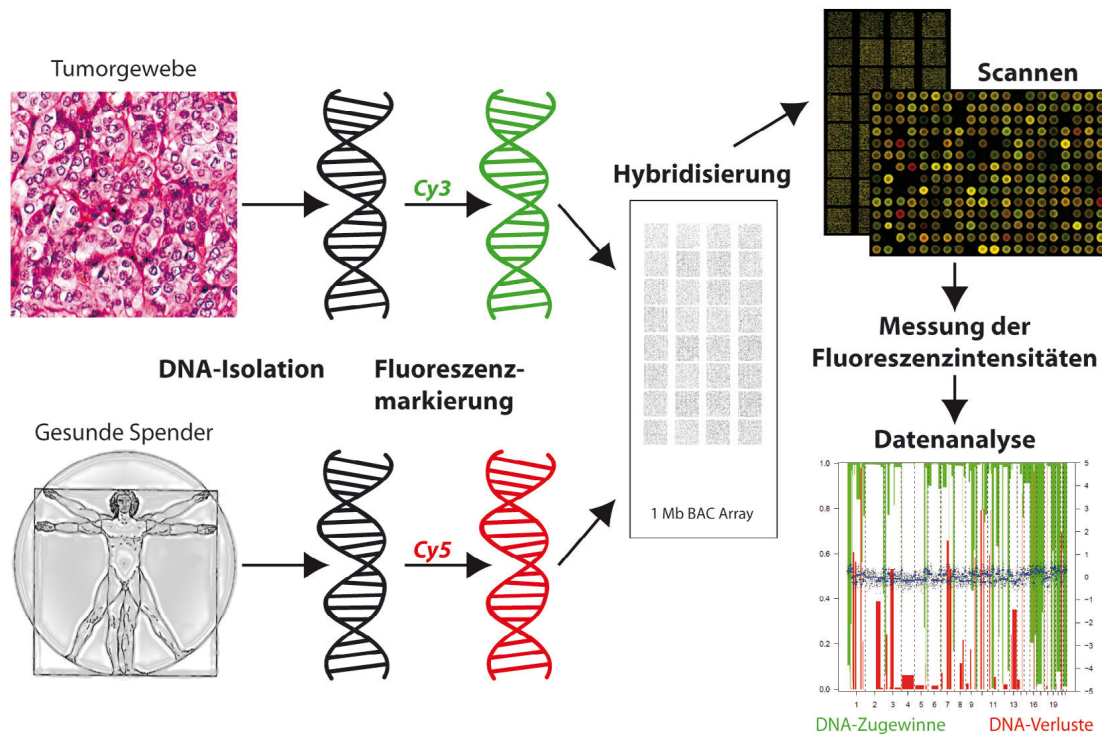 Tumorgewebe
Cy3
DNA-Isolation
Fluoreszenz-
markierung
Gesunde Spender
Cy5
Hybridisierung
1 Mb BAC Array
Scannen
Messung der
Fluoreszenzintensitäten
Datenanalyse
1.0
0.8
0.6
0.4
0.2
0.0
5
4
3
2
1
0
−1
−2
−3
−4
−5
1 2 3 4 5 6 7 8 9 11 13 16 19
DNA-Zugewinne DNA-Verluste